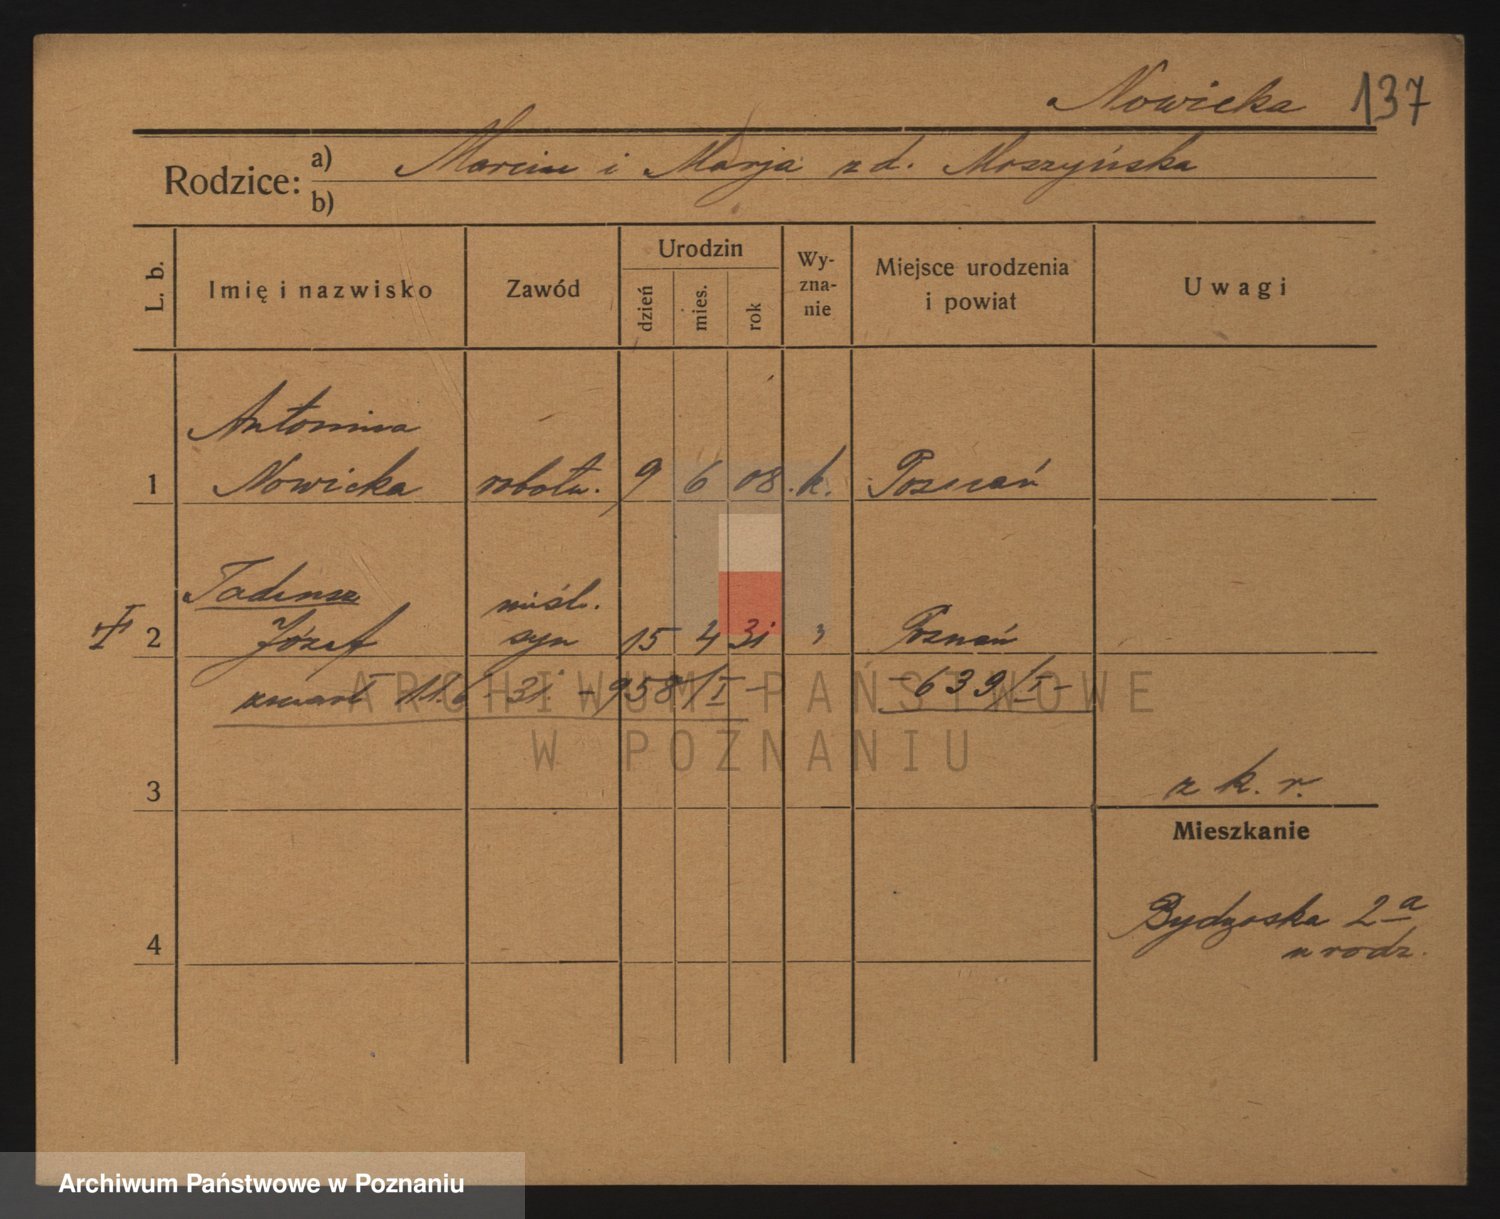 Nowicka 137
Rodzice: a) Marcin i Marja z d. Moszyńska
b)
L. b. Imię i nazwisko Zawód Urodzin dzień mies. rok Wy-zna-nie Miejsce urodzenia i powiat Uwagi
Antonina
1 Nowicka robotn. 9 6 08. k. Poznań
Tadeusz nieśl.
2 Józef syn 15 4 31 " Poznań
umarł 11.6 31. - 958/I - - 639/I -
ARCHIWUM PAŃSTWOWE
W POZNANIU
3 z k. r.
Mieszkanie
Bydgoska 2a
4 u rodz.
Archiwum Państwowe w Poznaniu